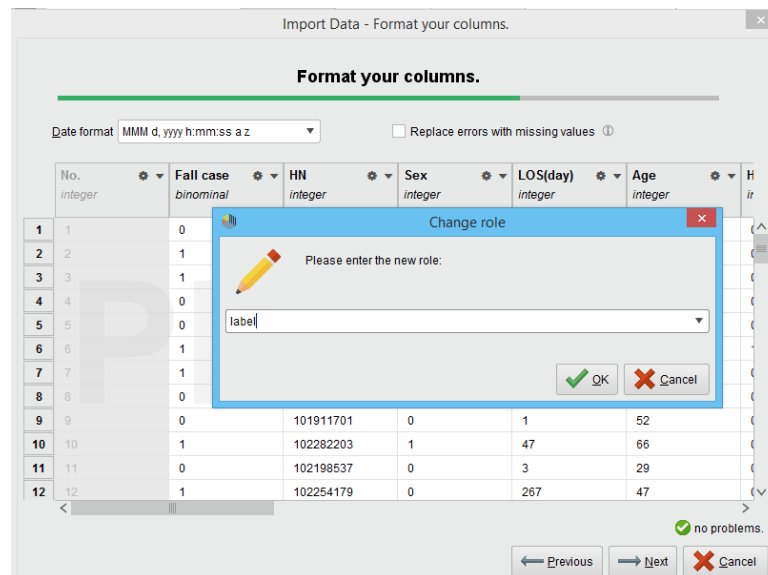 Import Data - Format your columns.
Format your columns.
Date format MMM d, yyyy h:mm:ss a z Replace errors with missing values
No. Fall case HN Sex LOS(day) Age H
integer binominal integer integer integer integer
Change role
Please enter the new role:
label
OK Cancel
1 1 0
2 2 1
3 3 1
4 4 0
5 5 0
6 6 1
7 7 1
8 8 0
9 9 0 101911701 0 1 52
10 10 1 102282203 1 47 66
11 11 0 102198537 0 3 29
12 12 1 102254179 0 267 47
no problems.
Previous Next Cancel